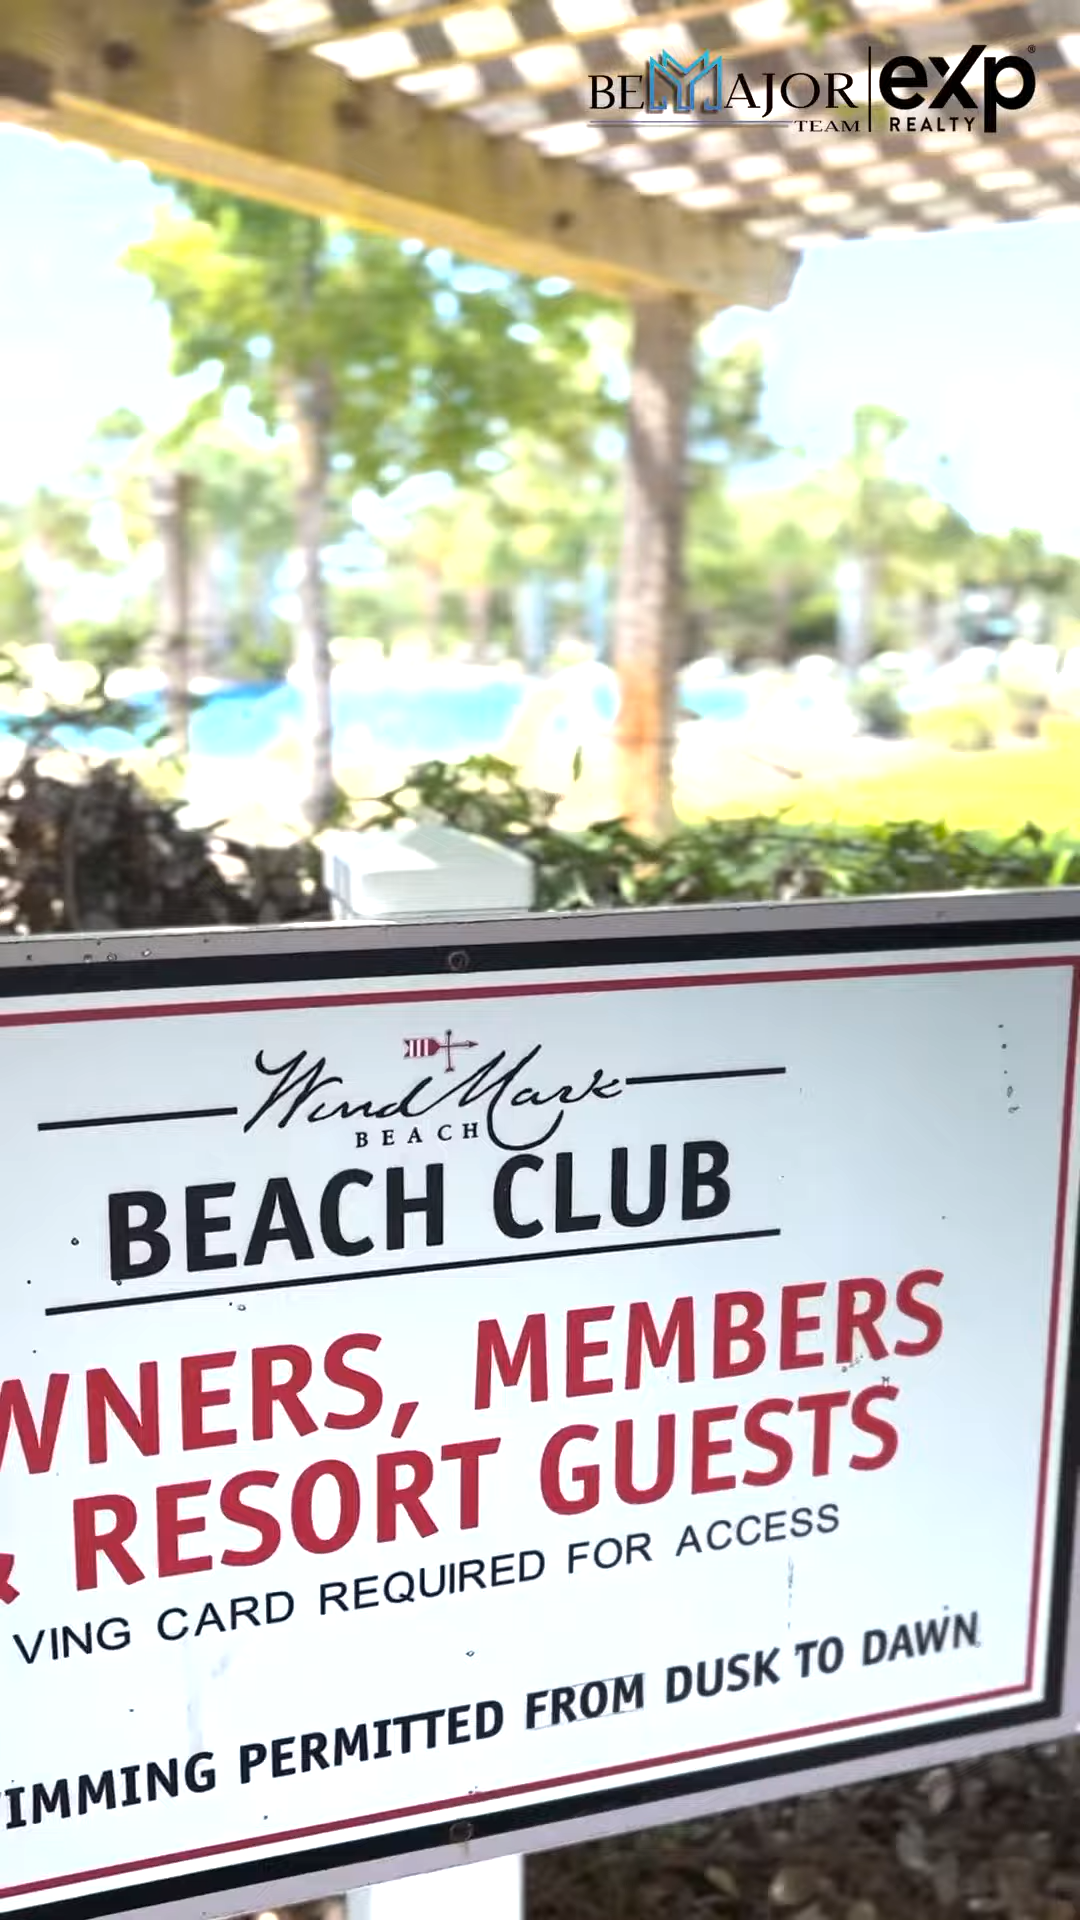 BE MAJOR TEAM | exp REALTY
WindMark
BEACH
BEACH CLUB
WNERS, MEMBERS
& RESORT GUESTS
VING CARD REQUIRED FOR ACCESS
IMMING PERMITTED FROM DUSK TO DAWN